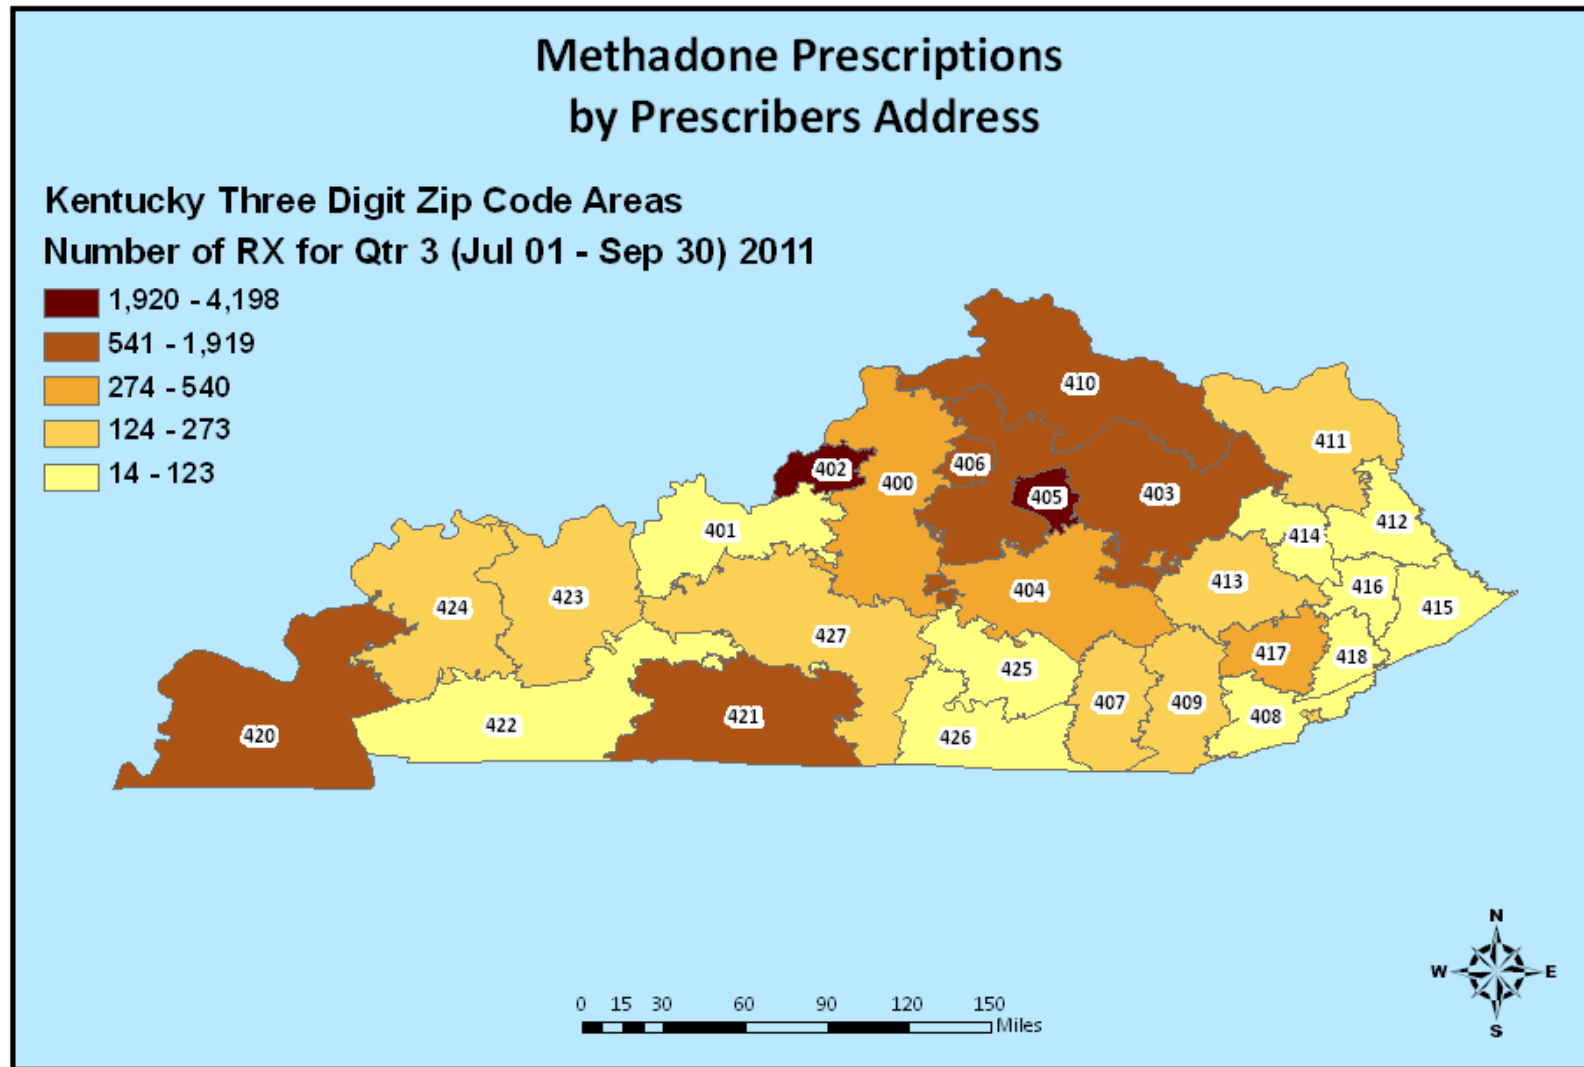 Methadone Prescriptions
by Prescribers Address
Kentucky Three Digit Zip Code Areas
Number of RX for Qtr 3 (Jul 01 - Sep 30) 2011
1,920 - 4,198
541 - 1,919
274 - 540
124 - 273
14 - 123
410
411
402
406
400
405
403
401
412
414
413
416
415
424
423
404
427
417
418
425
407
409
408
420
422
421
426
N
W E
S
0 15 30 60 90 120 150
Miles